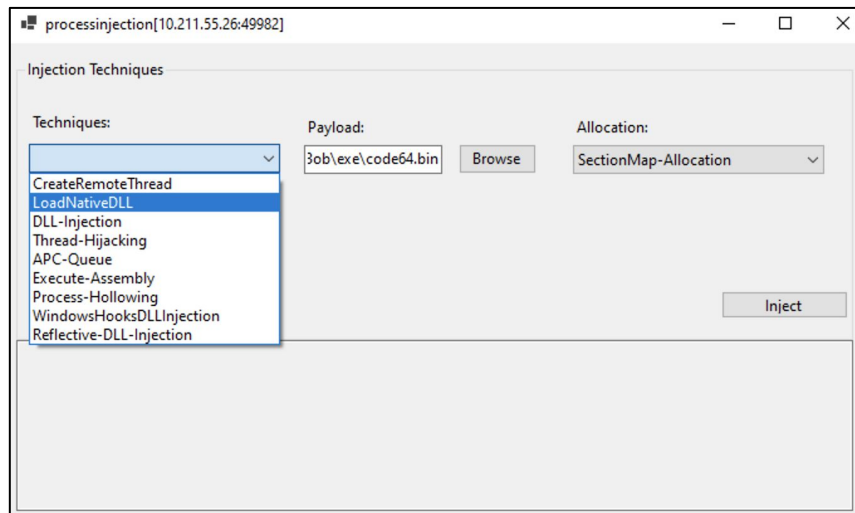 processinjection[10.211.55.26:49982]
Injection Techniques
Techniques:
Payload:
Allocation:
3ob\exe\code64.bin
Browse
SectionMap-Allocation
CreateRemoteThread
LoadNativeDLL
DLL-Injection
Thread-Hijacking
APC-Queue
Execute-Assembly
Process-Hollowing
WindowsHooksDLLInjection
Reflective-DLL-Injection
Inject